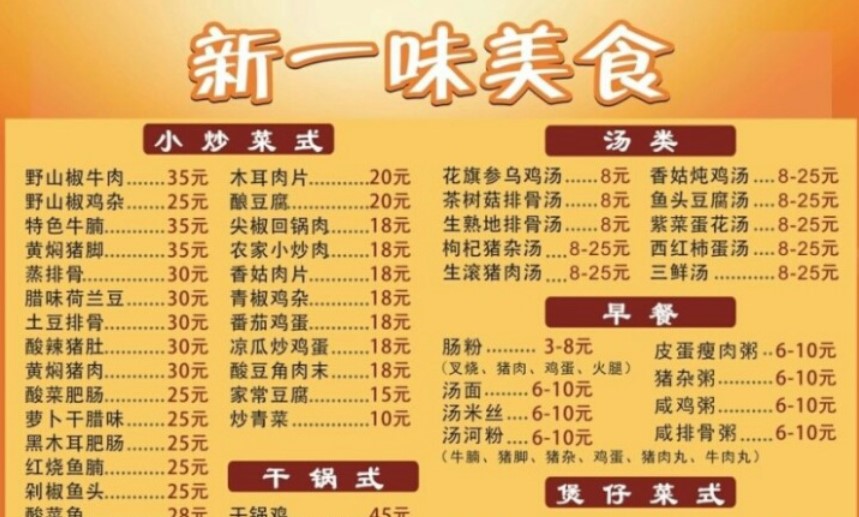 新一味美食
小炒菜式
野山椒牛肉.......35元
野山椒鸡杂.......25元
特色牛腩...........35元
黄焖猪脚...........35元
蒸排骨...............30元
腊味荷兰豆.......30元
土豆排骨...........30元
酸辣猪肚...........30元
黄焖猪肉...........30元
酸菜肥肠...........25元
萝卜干腊味.......25元
黑木耳肥肠.......25元
红烧鱼腩...........25元
剁椒鱼头...........25元
酸菜鱼...............28元
木耳肉片...........20元
酿豆腐...............20元
尖椒回锅肉.......18元
农家小炒肉.......18元
香姑肉片...........18元
青椒鸡杂...........18元
番茄鸡蛋...........18元
凉瓜炒鸡蛋.......18元
酸豆角肉末.......18元
家常豆腐...........15元
炒青菜...............10元
干锅式
干锅鸡...............45元
汤类
花旗参乌鸡汤......8元
茶树菇排骨汤......8元
生熟地排骨汤......8元
枸杞猪杂汤....8-25元
生滚猪肉汤....8-25元
香姑炖鸡汤....8-25元
鱼头豆腐汤....8-25元
紫菜蛋花汤....8-25元
西红柿蛋汤....8-25元
三鲜汤..........8-25元
早餐
肠粉......... 3-8元
(叉烧、猪肉、鸡蛋、火腿)
汤面........6-10元
汤米丝....6-10元
汤河粉....6-10元
(牛腩、猪脚、猪杂、鸡蛋、猪肉丸、牛肉丸)
皮蛋瘦肉粥..6-10元
猪杂粥..........6-10元
咸鸡粥..........6-10元
咸排骨粥......6-10元
煲仔菜式